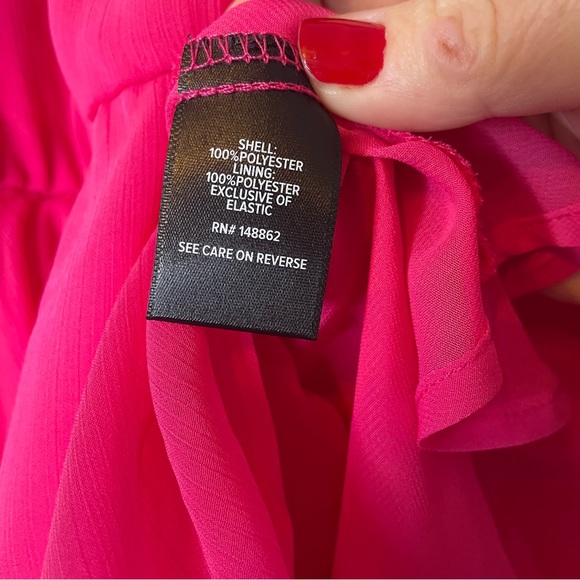 SHELL:
100%POLYESTER
LINING:
100%POLYESTER
EXCLUSIVE OF
ELASTIC
RN# 148862
SEE CARE ON REVERSE